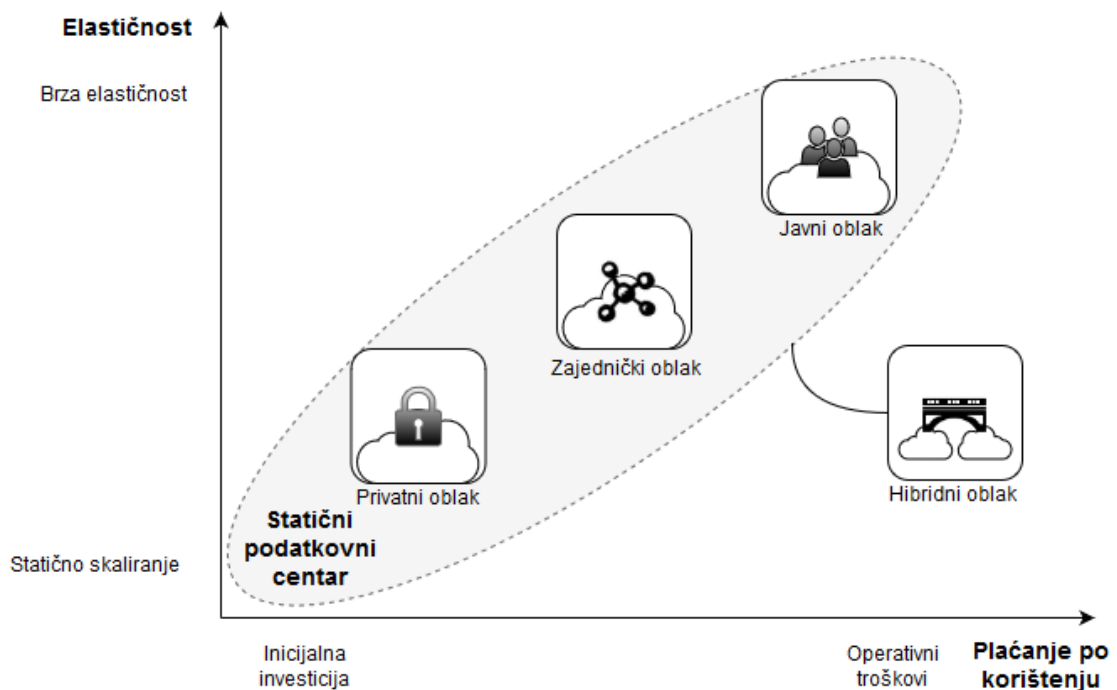 Elastičnost
Brza elastičnost
Javni oblak
Zajednički oblak
Privatni oblak
Hibridni oblak
Statični
podatkovni
centar
Statično skaliranje
Inicijalna
investicija
Operativni
troškovi
Plaćanje po
korištenju